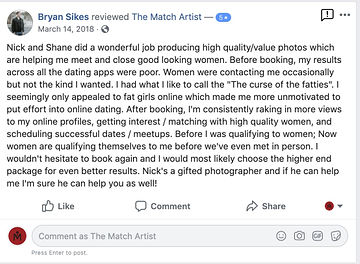 Bryan Sikes reviewed The Match Artist — 5★
March 14, 2018 ·
Nick and Shane did a wonderful job producing high quality/value photos which
are helping me meet and close good looking women. Before booking, my results
across all the dating apps were poor. Women were contacting me occasionally
but not the kind I wanted. I had what I like to call the "The curse of the fatties". I
seemingly only appealed to fat girls online which made me more unmotivated to
put effort into online dating. After booking, I'm consistently raking in more views
to my online profiles, getting interest / matching with high quality women, and
scheduling successful dates / meetups. Before I was qualifying to women; Now
women are qualifying themselves to me before we've even met in person. I
wouldn't hesitate to book again and I would most likely choose the higher end
package for even better results. Nick's a gifted photographer and if he can help
me I'm sure he can help you as well!
Like Comment Share
Comment as The Match Artist
GIF
Press Enter to post.